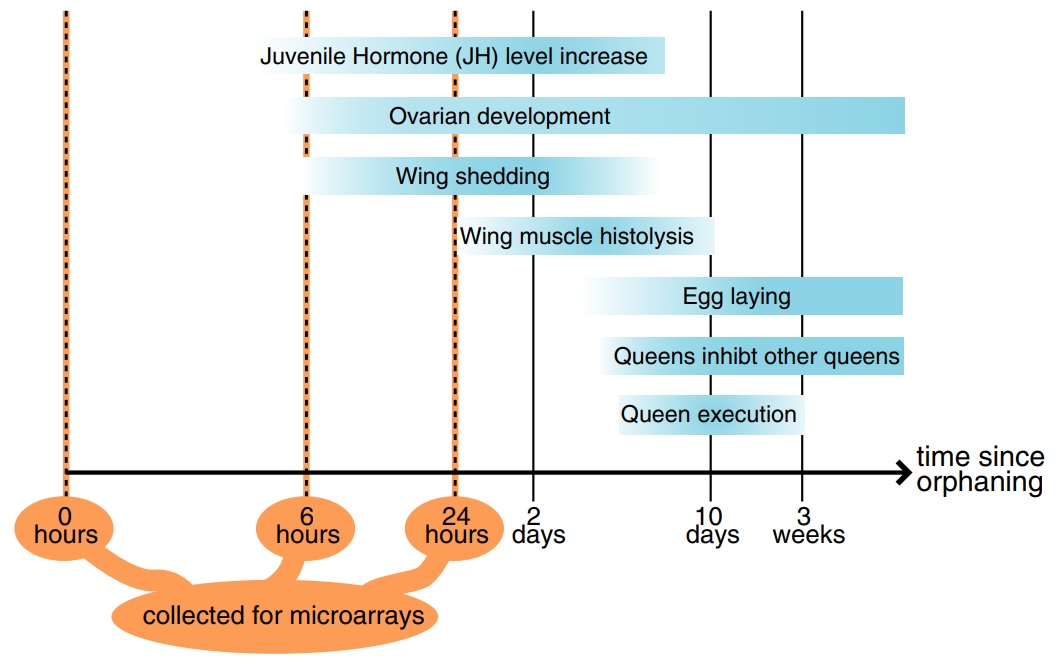 Juvenile Hormone (JH) level increase
Ovarian development
Wing shedding
Wing muscle histolysis
Egg laying
Queens inhibt other queens
Queen execution
time since
orphaning
0
hours
6
hours
24
hours
2
days
10
days
3
weeks
collected for microarrays